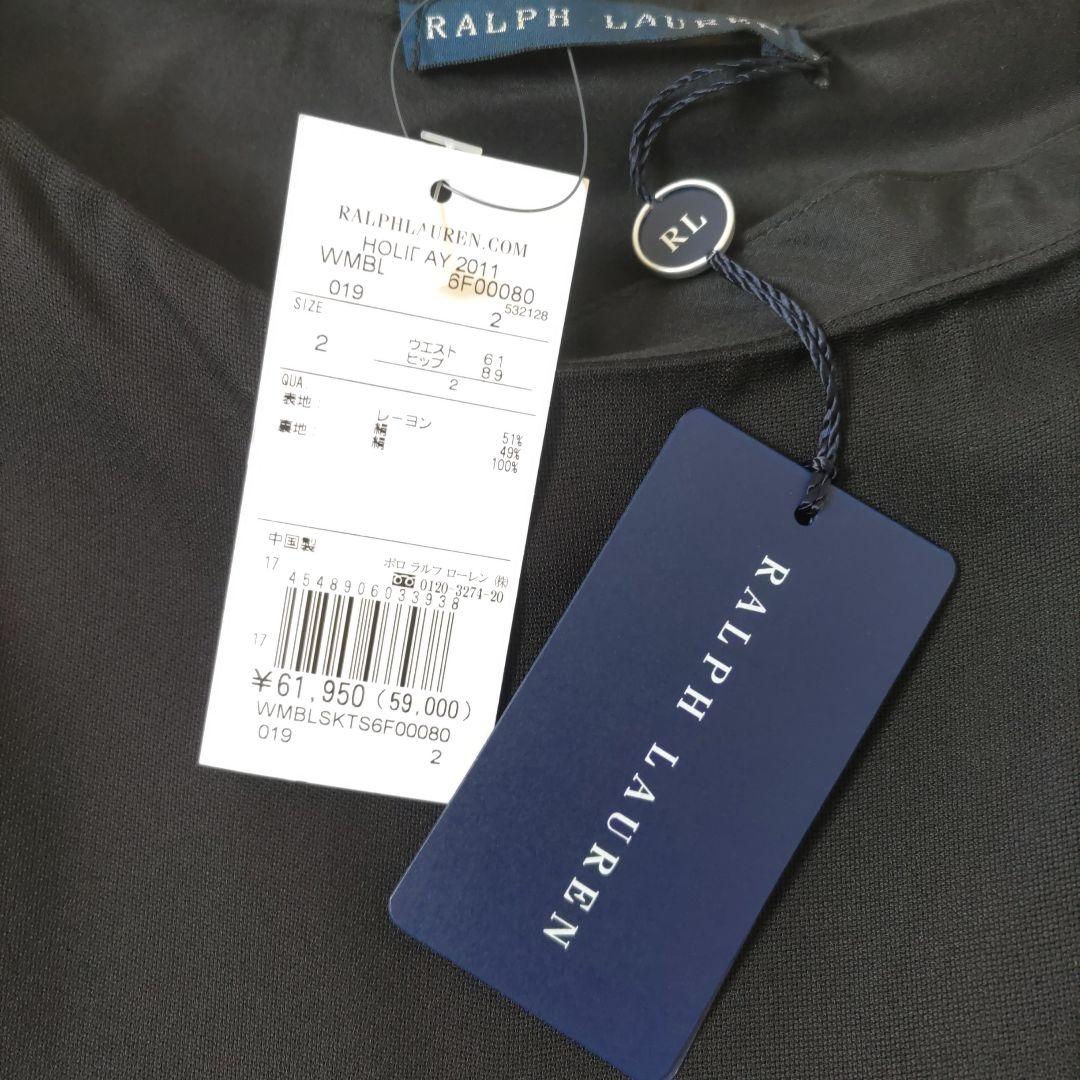 RALPH LAUREN
RALPHLAUREN.COM
HOLIDAY 2011
WMBL 6F00080
019 2 532128
SIZE
2 ウエスト 61
ヒップ 89
2
QUA
表地: レーヨン 51%
49%
裏地: 100%
中国製
ポロ ラルフ ローレン (株)
0120-3274-20
17
4548906033938
17
¥61,950 (59,000)
WMBLSKTS6F00080
019 2
RL
RALPH LAUREN